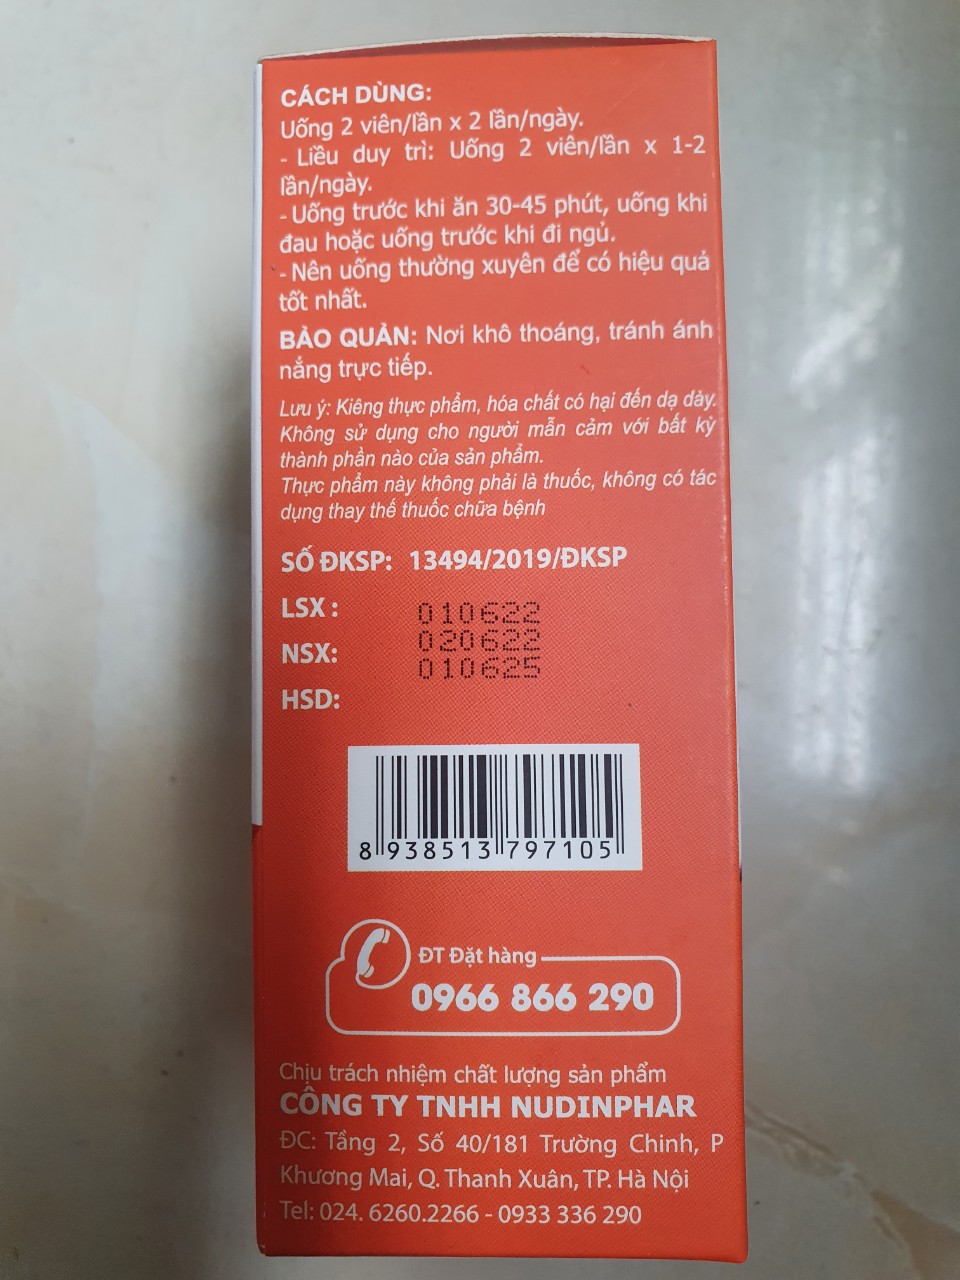 CÁCH DÙNG:
Uống 2 viên/lần x 2 lần/ngày.
- Liều duy trì: Uống 2 viên/lần x 1-2
lần/ngày.
- Uống trước khi ăn 30-45 phút, uống khi
đau hoặc uống trước khi đi ngủ.
- Nên uống thường xuyên để có hiệu quả
tốt nhất.
BẢO QUẢN: Nơi khô thoáng, tránh ánh
nắng trực tiếp.
Lưu ý: Kiêng thực phẩm, hóa chất có hại đến dạ dày.
Không sử dụng cho người mẫn cảm với bất kỳ
thành phần nào của sản phẩm.
Thực phẩm này không phải là thuốc, không có tác
dụng thay thế thuốc chữa bệnh
SỐ ĐKSP: 13494/2019/ĐKSP
LSX : 010622
NSX: 020622
HSD: 010625
8 938513 797105
ĐT Đặt hàng
0966 866 290
Chịu trách nhiệm chất lượng sản phẩm
CÔNG TY TNHH NUDINPHAR
ĐC: Tầng 2, Số 40/181 Trường Chinh, P
Khương Mai, Q. Thanh Xuân, TP. Hà Nội
Tel: 024. 6260.2266 - 0933 336 290